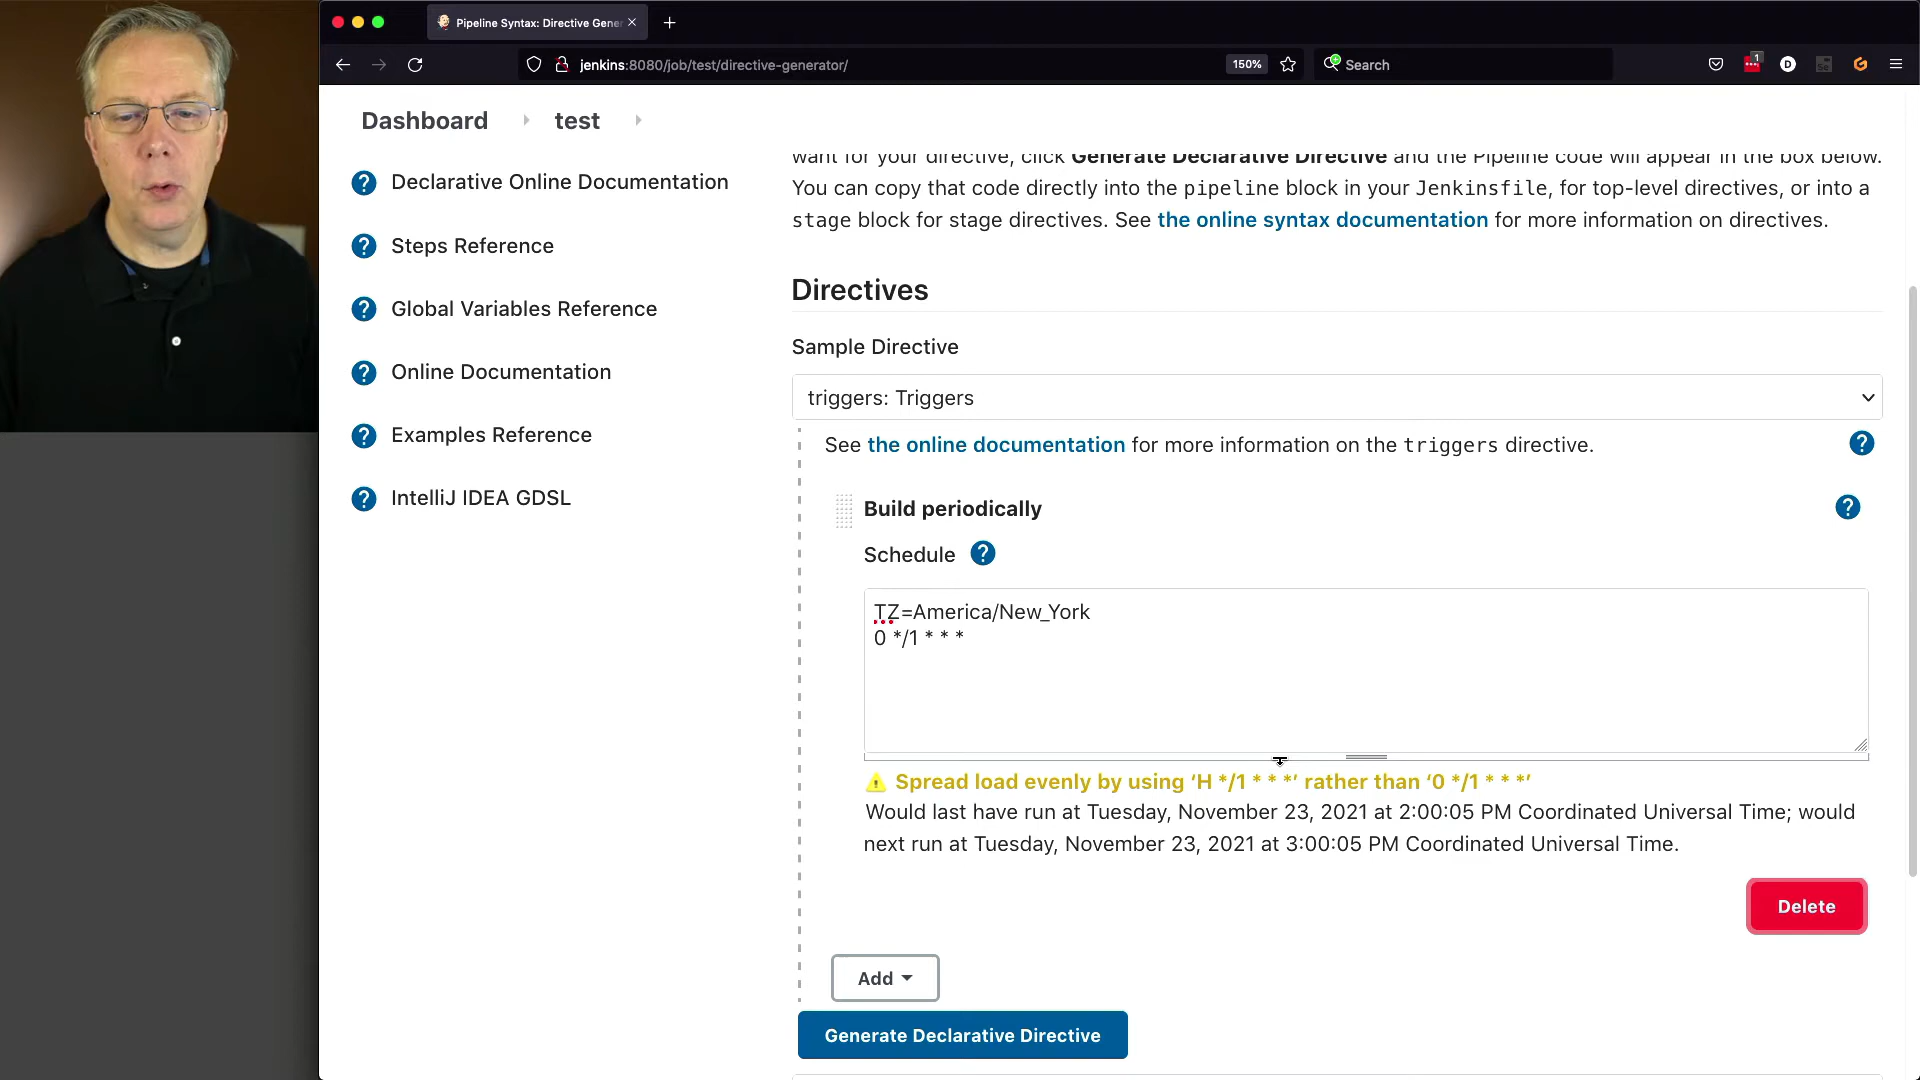 Pipeline Syntax: Directive Gene
jenkins:8080/job/test/directive-generator/
150%
Search
1
D
Dashboard
test
Declarative Online Documentation
Steps Reference
Global Variables Reference
Online Documentation
Examples Reference
IntelliJ IDEA GDSL
want for your directive, click Generate Declarative Directive and the Pipeline code will appear in the box below.
You can copy that code directly into the pipeline block in your Jenkinsfile, for top-level directives, or into a
stage block for stage directives. See the online syntax documentation for more information on directives.
Directives
Sample Directive
triggers: Triggers
See the online documentation for more information on the triggers directive.
Build periodically
Schedule
TZ=America/New_York
0 */1 * * *
Spread load evenly by using ‘H */1 * * *’ rather than ‘0 */1 * * *’
Would last have run at Tuesday, November 23, 2021 at 2:00:05 PM Coordinated Universal Time; would
next run at Tuesday, November 23, 2021 at 3:00:05 PM Coordinated Universal Time.
Delete
Add
Generate Declarative Directive